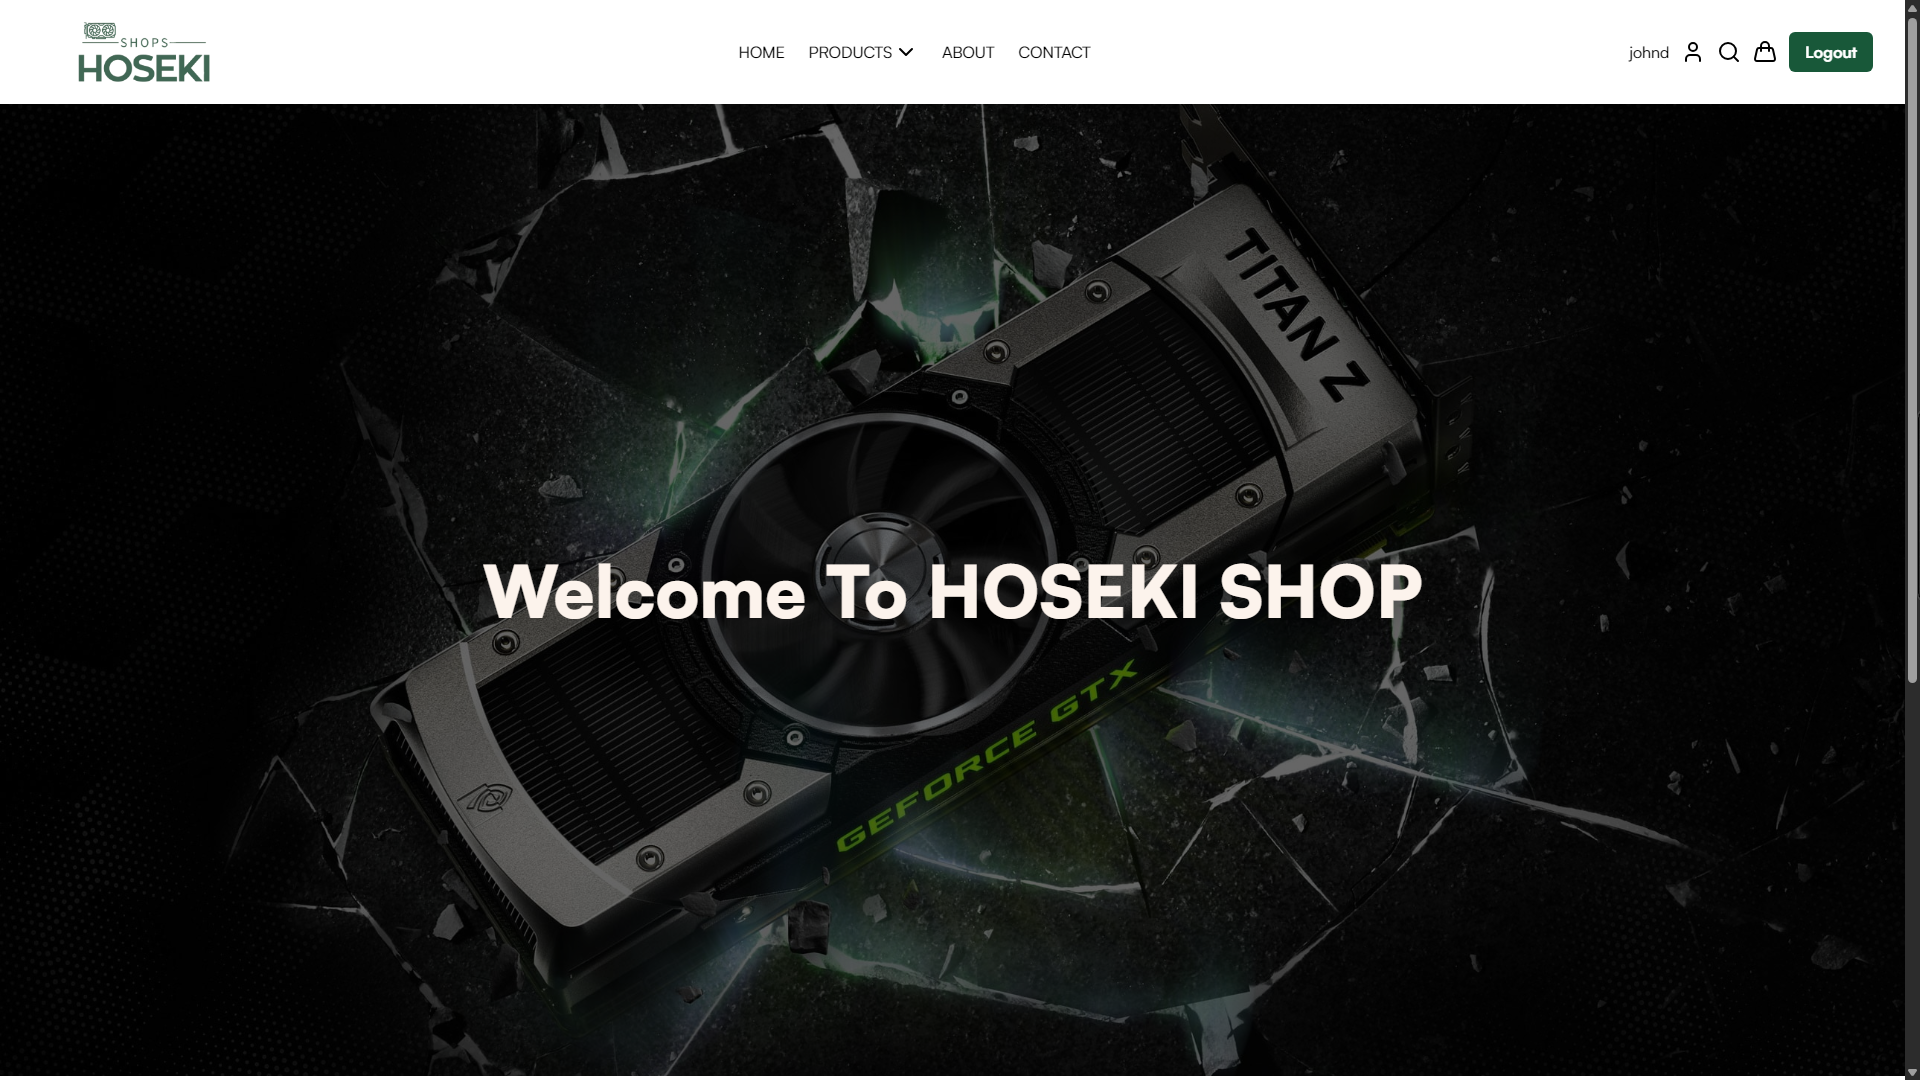 SHOPS
HOSEKI
HOME PRODUCTS ABOUT CONTACT
johnd Logout
TITAN Z
Welcome To HOSEKI SHOP
GEFORCE GTX